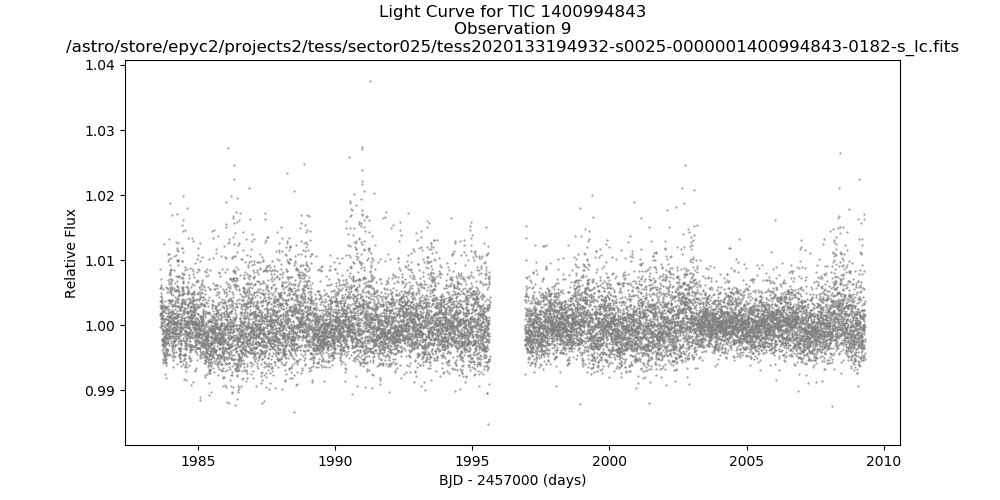 Light Curve for TIC 1400994843
Observation 9
/astro/store/epyc2/projects2/tess/sector025/tess2020133194932-s0025-0000001400994843-0182-s_lc.fits
1.04
1.03
1.02
1.01
1.00
0.99
Relative Flux
1985
1990
1995
2000
2005
2010
BJD - 2457000 (days)